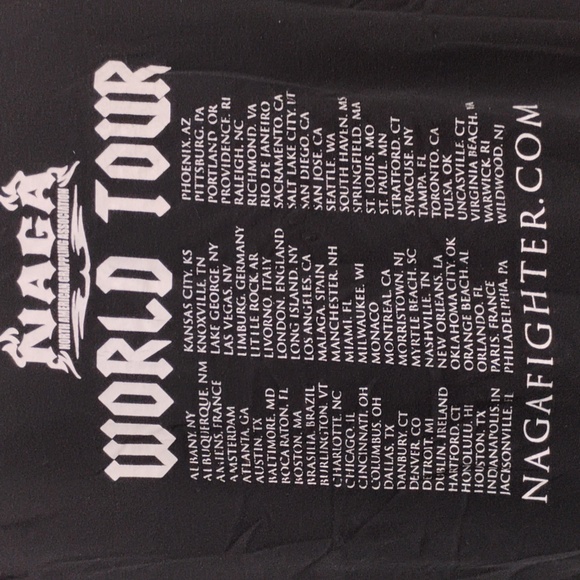 NAGA
NORTH AMERICAN GRAPPLING ASSOCIATION
WORLD TOUR
ALBANY, NY
ALBUQUERQUE, NM
AMIENS, FRANCE
AMSTERDAM
ATLANTA, GA
AUSTIN, TX
BALTIMORE, MD
BOCA RATON, FL
BOSTON, MA
BRASILIA, BRAZIL
BURLINGTON, VT
CHARLOTTE, NC
CHICAGO, IL
CINCINNATI, OH
COLUMBUS, OH
DALLAS, TX
DANBURY, CT
DENVER, CO
DETROIT, MI
DUBLIN, IRELAND
HARTFORD, CT
HONOLULU, HI
HOUSTON, TX
INDIANAPOLIS, IN
JACKSONVILLE, FL
KANSAS CITY, KS
KNOXVILLE, TN
LAKE GEORGE, NY
LAS VEGAS, NV
LIMBURG, GERMANY
LITTLE ROCK, AR
LIVORNO, ITALY
LONDON, ENGLAND
LONG ISLAND, NY
LOS ANGELES, CA
MALAGA, SPAIN
MANCHESTER, NH
MIAMI, FL
MILWAUKEE, WI
MONACO
MONTREAL, CA
MORRISTOWN, NJ
MYRTLE BEACH, SC
NASHVILLE, TN
NEW ORLEANS, LA
OKLAHOMA CITY, OK
ORANGE BEACH, Al
ORLANDO, FL
PARIS, FRANCE
PHILADELPHIA, PA
PHOENIX, AZ
PITTSBURG, PA
PORTLAND, OR
PROVIDENCE, RI
RALEIGH, NC
RICHMOND, VA
RIO DE JANEIRO
SACRAMENTO, CA
SALT LAKE CITY, UT
SAN DIEGO, CA
SAN JOSE, CA
SEATTLE, WA
SOUTH HAVEN, MS
SPRINGFELD, MA
ST. LOUIS, MO
ST. PAUL, MN
STRATFORD, CT
SYRACUSE, NY
TAMPA, FL
TORONTO, CA
TULSA, OK
UNCASVILLE, CT
VIRGINIA BEACH,
WARWICK, RI
WILDWOOD, NJ
NAGAFIGHTER.COM